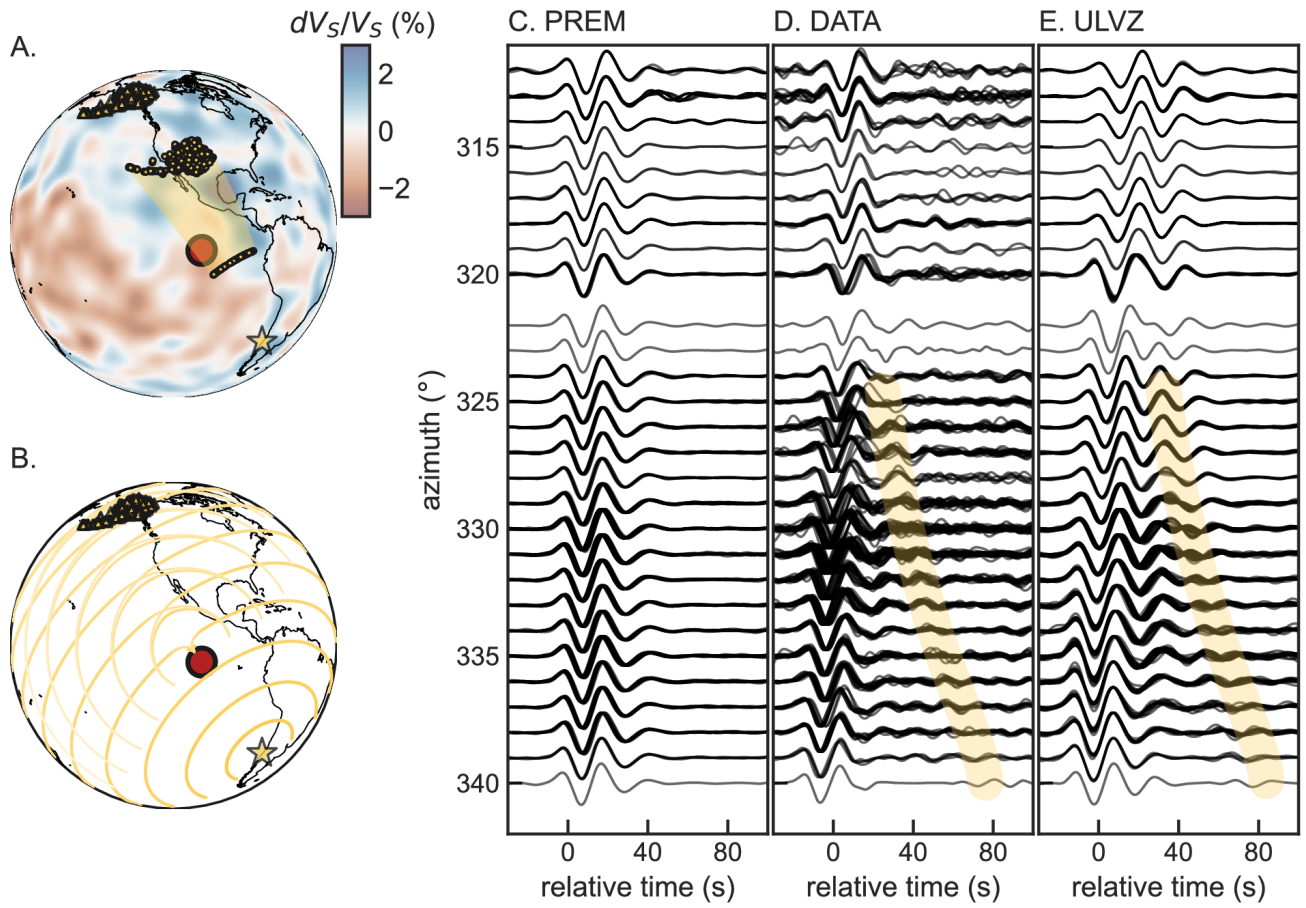 A.
dV_S/V_S (%)
2
0
−2
B.
C. PREM
D. DATA
E. ULVZ
azimuth (°)
315
320
325
330
335
340
0 40 80
0 40 80
0 40 80
relative time (s)
relative time (s)
relative time (s)